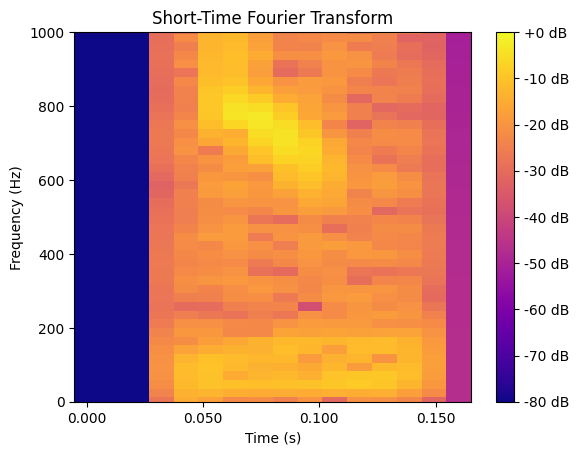 Short-Time Fourier Transform
1000
800
600
400
200
0
Frequency (Hz)
0.000
0.050
0.100
0.150
Time (s)
+0 dB
-10 dB
-20 dB
-30 dB
-40 dB
-50 dB
-60 dB
-70 dB
-80 dB